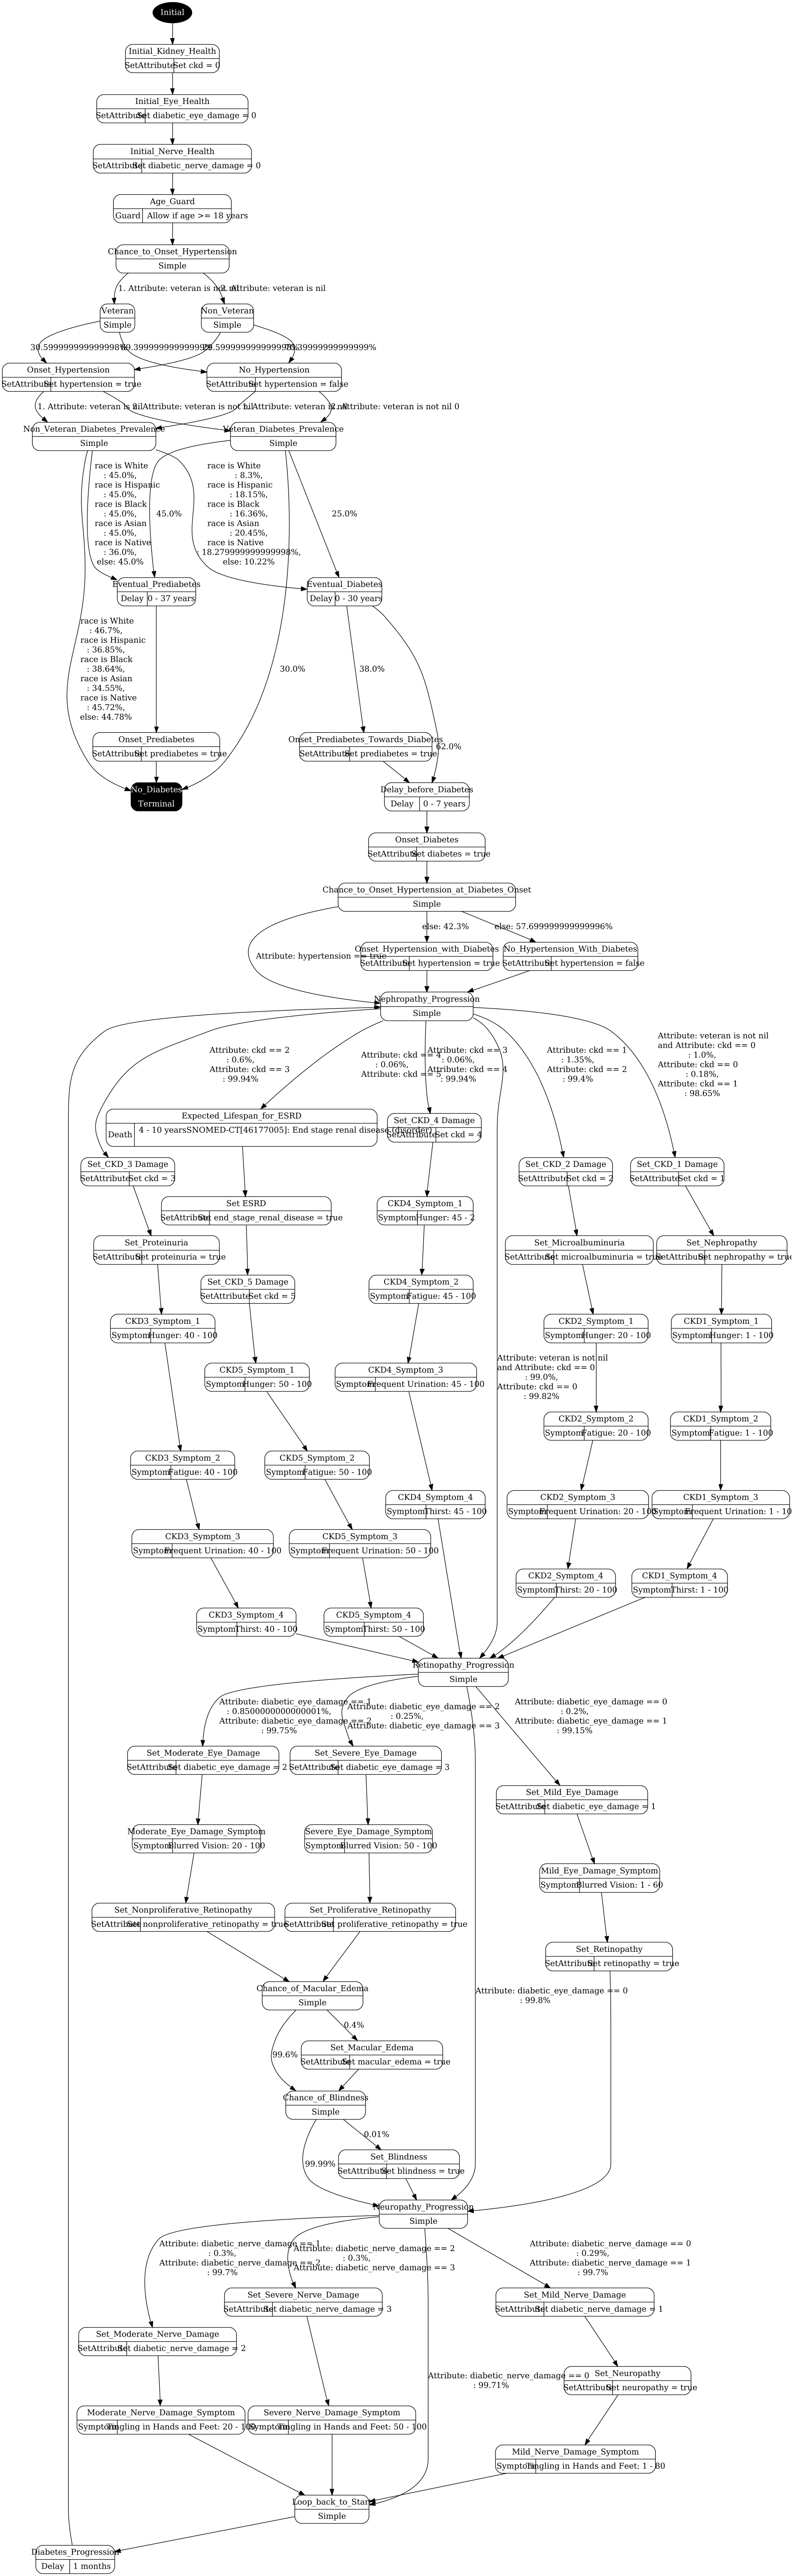 Initial
Initial_Kidney_Health
SetAttribute Set ckd = 0
Initial_Eye_Health
SetAttribute Set diabetic_eye_damage = 0
Initial_Nerve_Health
SetAttribute Set diabetic_nerve_damage = 0
Age_Guard
Guard Allow if age >= 18 years
Chance_to_Onset_Hypertension
Simple
1. Attribute: veteran is not nil
2. Attribute: veteran is nil
Veteran
Simple
Non_Veteran
Simple
30.599999999999998%
69.39999999999999%
29.599999999999998%
70.39999999999999%
Onset_Hypertension
SetAttribute Set hypertension = true
No_Hypertension
SetAttribute Set hypertension = false
1. Attribute: veteran is nil
2. Attribute: veteran is not nil
1. Attribute: veteran is nil
2. Attribute: veteran is not nil 0
Non_Veteran_Diabetes_Prevalence
Simple
Veteran_Diabetes_Prevalence
Simple
race is White
: 45.0%,
race is Hispanic
: 45.0%,
race is Black
: 45.0%,
race is Asian
: 45.0%,
race is Native
: 36.0%,
else: 45.0%
45.0%
race is White
: 8.3%,
race is Hispanic
: 18.15%,
race is Black
: 16.36%,
race is Asian
: 20.45%,
race is Native
: 18.279999999999998%,
else: 10.22%
25.0%
Eventual_Prediabetes
Delay 0 - 37 years
Eventual_Diabetes
Delay 0 - 30 years
race is White
: 46.7%,
race is Hispanic
: 36.85%,
race is Black
: 38.64%,
race is Asian
: 34.55%,
race is Native
: 45.72%,
else: 44.78%
30.0%
38.0%
62.0%
Onset_Prediabetes
SetAttribute Set prediabetes = true
Onset_Prediabetes_Towards_Diabetes
SetAttribute Set prediabetes = true
No_Diabetes
Terminal
Delay_before_Diabetes
Delay 0 - 7 years
Onset_Diabetes
SetAttribute Set diabetes = true
Chance_to_Onset_Hypertension_at_Diabetes_Onset
Simple
Attribute: hypertension == true
else: 42.3%
else: 57.699999999999996%
Onset_Hypertension_with_Diabetes
SetAttribute Set hypertension = true
No_Hypertension_With_Diabetes
SetAttribute Set hypertension = false
Nephropathy_Progression
Simple
Attribute: ckd == 2
: 0.6%,
Attribute: ckd == 3
: 99.94%
Attribute: ckd == 4
: 0.06%,
Attribute: ckd == 5
Attribute: ckd == 3
: 0.06%,
Attribute: ckd == 4
: 99.94%
Attribute: ckd == 1
: 1.35%,
Attribute: ckd == 2
: 99.4%
Attribute: veteran is not nil
and Attribute: ckd == 0
: 1.0%,
Attribute: ckd == 0
: 0.18%,
Attribute: ckd == 1
: 98.65%
Expected_Lifespan_for_ESRD
Death 4 - 10 yearsSNOMED-CT[46177005]: End stage renal disease (disorder)
Set_CKD_4 Damage
SetAttribute Set ckd = 4
Set_CKD_3 Damage
SetAttribute Set ckd = 3
Set_CKD_2 Damage
SetAttribute Set ckd = 2
Set_CKD_1 Damage
SetAttribute Set ckd = 1
Set ESRD
SetAttribute Set end_stage_renal_disease = true
CKD4_Symptom_1
Symptom Hunger: 45 - 2
Set_Proteinuria
SetAttribute Set proteinuria = true
Set_Microalbuminuria
SetAttribute Set microalbuminuria = true
Set_Nephropathy
SetAttribute Set nephropathy = true
Set_CKD_5 Damage
SetAttribute Set ckd = 5
CKD4_Symptom_2
Symptom Fatigue: 45 - 100
CKD3_Symptom_1
Symptom Hunger: 40 - 100
CKD2_Symptom_1
Symptom Hunger: 20 - 100
CKD1_Symptom_1
Symptom Hunger: 1 - 100
CKD5_Symptom_1
Symptom Hunger: 50 - 100
CKD4_Symptom_3
Symptom Frequent Urination: 45 - 100
Attribute: veteran is not nil
and Attribute: ckd == 0
: 99.0%,
Attribute: ckd == 0
: 99.82%
CKD2_Symptom_2
Symptom Fatigue: 20 - 100
CKD1_Symptom_2
Symptom Fatigue: 1 - 100
CKD3_Symptom_2
Symptom Fatigue: 40 - 100
CKD5_Symptom_2
Symptom Fatigue: 50 - 100
CKD4_Symptom_4
Symptom Thirst: 45 - 100
CKD2_Symptom_3
Symptom Frequent Urination: 20 - 100
CKD1_Symptom_3
Symptom Frequent Urination: 1 - 10
CKD3_Symptom_3
Symptom Frequent Urination: 40 - 100
CKD5_Symptom_3
Symptom Frequent Urination: 50 - 100
CKD2_Symptom_4
Symptom Thirst: 20 - 100
CKD1_Symptom_4
Symptom Thirst: 1 - 100
CKD3_Symptom_4
Symptom Thirst: 40 - 100
CKD5_Symptom_4
Symptom Thirst: 50 - 100
Retinopathy_Progression
Simple
Attribute: diabetic_eye_damage == 1
: 0.8500000000000001%,
Attribute: diabetic_eye_damage == 2
: 99.75%
Attribute: diabetic_eye_damage == 2
: 0.25%,
Attribute: diabetic_eye_damage == 3
Attribute: diabetic_eye_damage == 0
: 0.2%,
Attribute: diabetic_eye_damage == 1
: 99.15%
Set_Moderate_Eye_Damage
SetAttribute Set diabetic_eye_damage = 2
Set_Severe_Eye_Damage
SetAttribute Set diabetic_eye_damage = 3
Set_Mild_Eye_Damage
SetAttribute Set diabetic_eye_damage = 1
Moderate_Eye_Damage_Symptom
Symptom Blurred Vision: 20 - 100
Severe_Eye_Damage_Symptom
Symptom Blurred Vision: 50 - 100
Mild_Eye_Damage_Symptom
Symptom Blurred Vision: 1 - 60
Set_Nonproliferative_Retinopathy
SetAttribute Set nonproliferative_retinopathy = true
Set_Proliferative_Retinopathy
SetAttribute Set proliferative_retinopathy = true
Set_Retinopathy
SetAttribute Set retinopathy = true
Chance_of_Macular_Edema
Simple
Attribute: diabetic_eye_damage == 0
: 99.8%
0.4%
99.6%
Set_Macular_Edema
SetAttribute Set macular_edema = true
Chance_of_Blindness
Simple
0.01%
99.99%
Set_Blindness
SetAttribute Set blindness = true
Neuropathy_Progression
Simple
Attribute: diabetic_nerve_damage == 1
: 0.3%,
Attribute: diabetic_nerve_damage == 2
: 99.7%
Attribute: diabetic_nerve_damage == 2
: 0.3%,
Attribute: diabetic_nerve_damage == 3
Attribute: diabetic_nerve_damage == 0
: 0.29%,
Attribute: diabetic_nerve_damage == 1
: 99.7%
Set_Severe_Nerve_Damage
SetAttribute Set diabetic_nerve_damage = 3
Set_Mild_Nerve_Damage
SetAttribute Set diabetic_nerve_damage = 1
Set_Moderate_Nerve_Damage
SetAttribute Set diabetic_nerve_damage = 2
Attribute: diabetic_nerve_damage == 0
: 99.71%
Set_Neuropathy
SetAttribute Set neuropathy = true
Moderate_Nerve_Damage_Symptom
Symptom Tingling in Hands and Feet: 20 - 100
Severe_Nerve_Damage_Symptom
Symptom Tingling in Hands and Feet: 50 - 100
Mild_Nerve_Damage_Symptom
Symptom Tingling in Hands and Feet: 1 - 80
Loop_back_to_Start
Simple
Diabetes_Progression
Delay 1 months